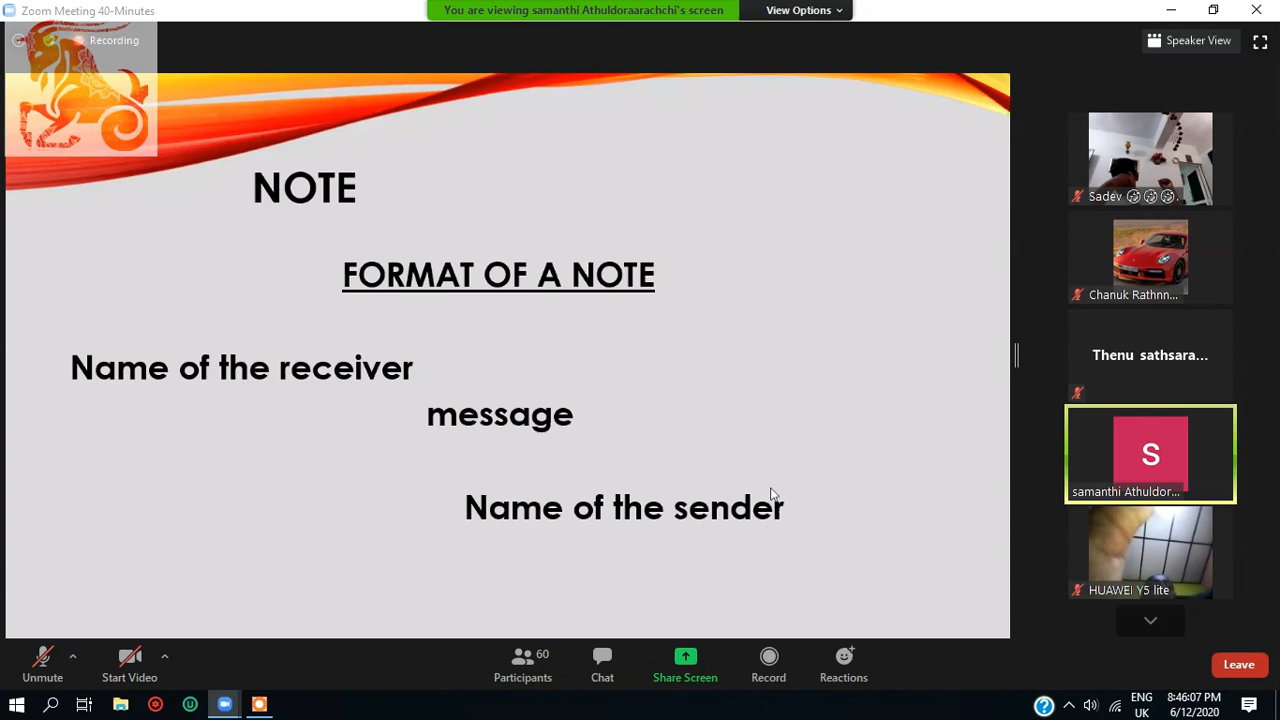 Zoom Meeting 40-Minutes
You are viewing samanthi Athuldoraarachchi's screen
View Options
Recording
Speaker View
NOTE
FORMAT OF A NOTE
Name of the receiver
message
Name of the sender
Sadev
Chanuk Rathnn...
Thenu sathsara...
S
samanthi Athuldor...
HUAWEI Y5 lite
Unmute
Start Video
60
Participants
Chat
Share Screen
Record
Reactions
Leave
ENG
UK
8:46:07 PM
6/12/2020